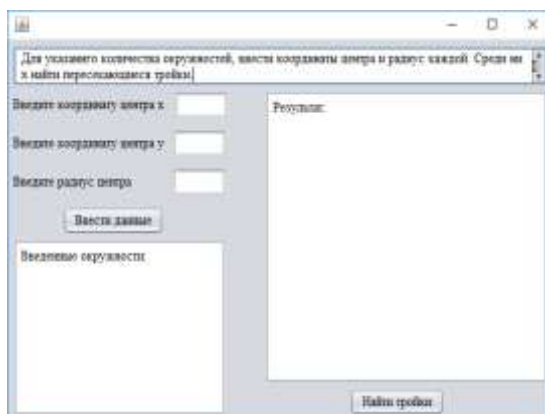 Для указанного количества окружностей, ввести координаты центра и радиус каждой. Среди ни
х найти пересекающиеся тройки.
Введите координату центра x
Введите координату центра y
Введите радиус центра
Ввести данные
Введенные окружности
Результат:
Найти тройки